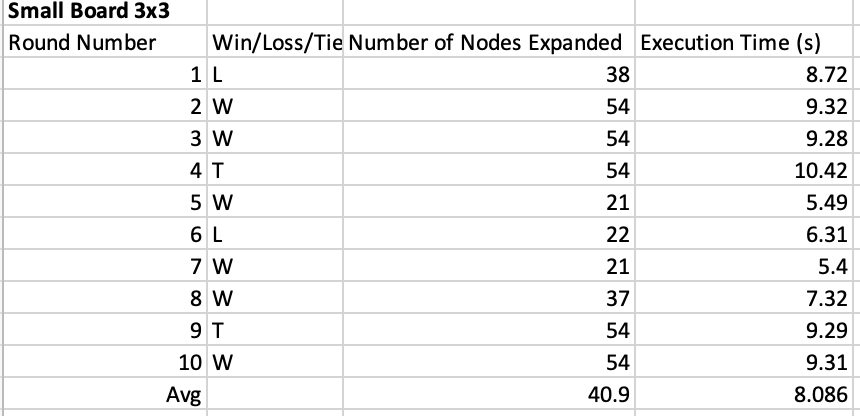 Small Board 3x3
Round Number Win/Loss/Tie Number of Nodes Expanded Execution Time (s)
1 L 38 8.72
2 W 54 9.32
3 W 54 9.28
4 T 54 10.42
5 W 21 5.49
6 L 22 6.31
7 W 21 5.4
8 W 37 7.32
9 T 54 9.29
10 W 54 9.31
Avg 40.9 8.086